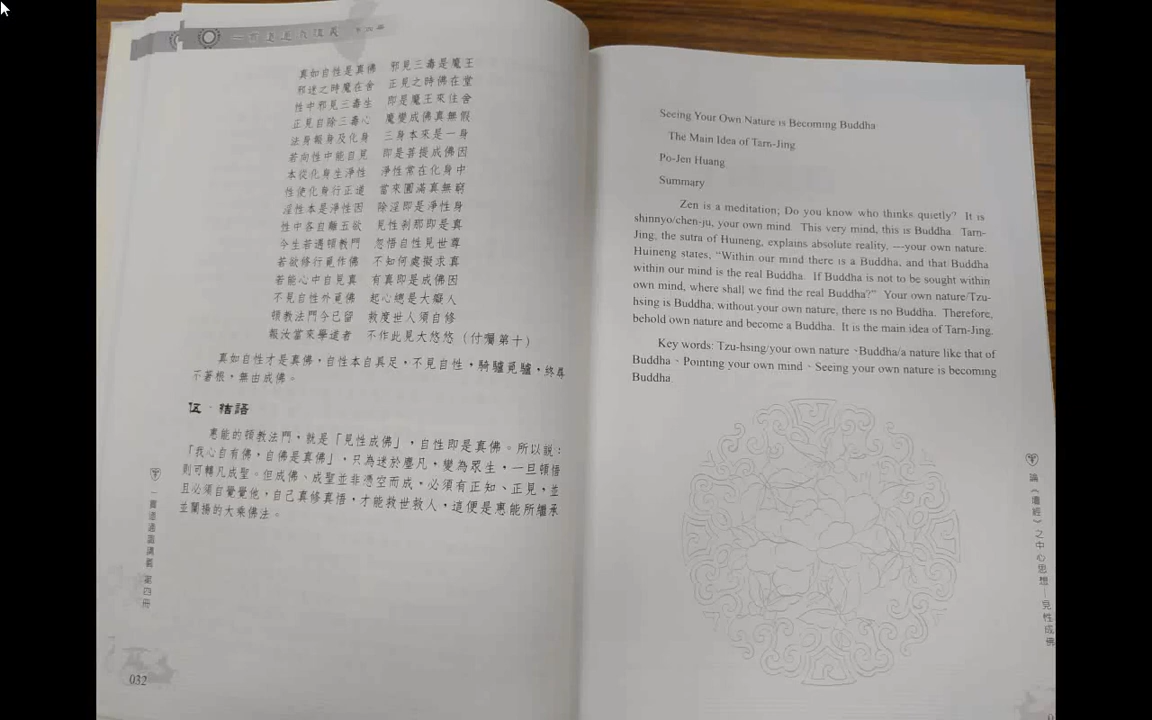 一貫道通識講義 第四冊
真如自性是真佛 邪見三毒是魔王
邪迷之時魔在舍 正見之時佛在堂
性中邪見三毒生 即是魔王來住舍
正見自除三毒心 魔變成佛真無假
法身報身及化身 三身本來是一身
若向性中能自見 即是菩提成佛因
本從化身生淨性 淨性常在化身中
性使化身行正道 當來圓滿真無窮
淫性本是淨性因 除淫即是淨性身
性中各自離五欲 見性剎那即是真
今生若遇頓教門 忽悟自性見世尊
若欲修行覓作佛 不知何處擬求真
若能心中自見真 有真即是成佛因
不見自性外覓佛 起心總是大癡人
頓教法門今已留 救度世人須自修
報汝當來學道者 不作此見大悠悠（付囑第十）
真如自性才是真佛，自性本自具足，不見自性，騎驢覓驢，終尋
不著根，無由成佛。
伍、結語
惠能的頓教法門，就是「見性成佛」，自性即是真佛。所以說：
「我心自有佛，自佛是真佛」，只為迷於塵凡，變為眾生，一旦頓悟
則可轉凡成聖。但成佛、成聖並非憑空而成，必須有正知、正見，並
且必須自覺覺他，自己真修真悟，才能救世救人，這便是惠能所繼承
並闡揚的大乘佛法。
一貫道通識講義 第四冊
032
Seeing Your Own Nature is Becoming Buddha
The Main Idea of Tarn-Jing
Po-Jen Huang
Summary
Zen is a meditation; Do you know who thinks quietly? It is
shinnyo/chen-ju, your own mind. This very mind, this is Buddha. Tarn-
Jing, the sutra of Huineng, explains absolute reality, ---your own nature.
Huineng states, "Within our mind there is a Buddha, and that Buddha
within our mind is the real Buddha. If Buddha is not to be sought within
own mind, where shall we find the real Buddha?" Your own nature/Tzu-
hsing is Buddha; without your own nature, there is no Buddha. Therefore,
behold own nature and become a Buddha. It is the main idea of Tarn-Jing.
Key words: Tzu-hsing/your own nature、Buddha/a nature like that of
Buddha、Pointing your own mind、Seeing your own nature is becoming
Buddha.
論《壇經》之中心思想—見性成佛